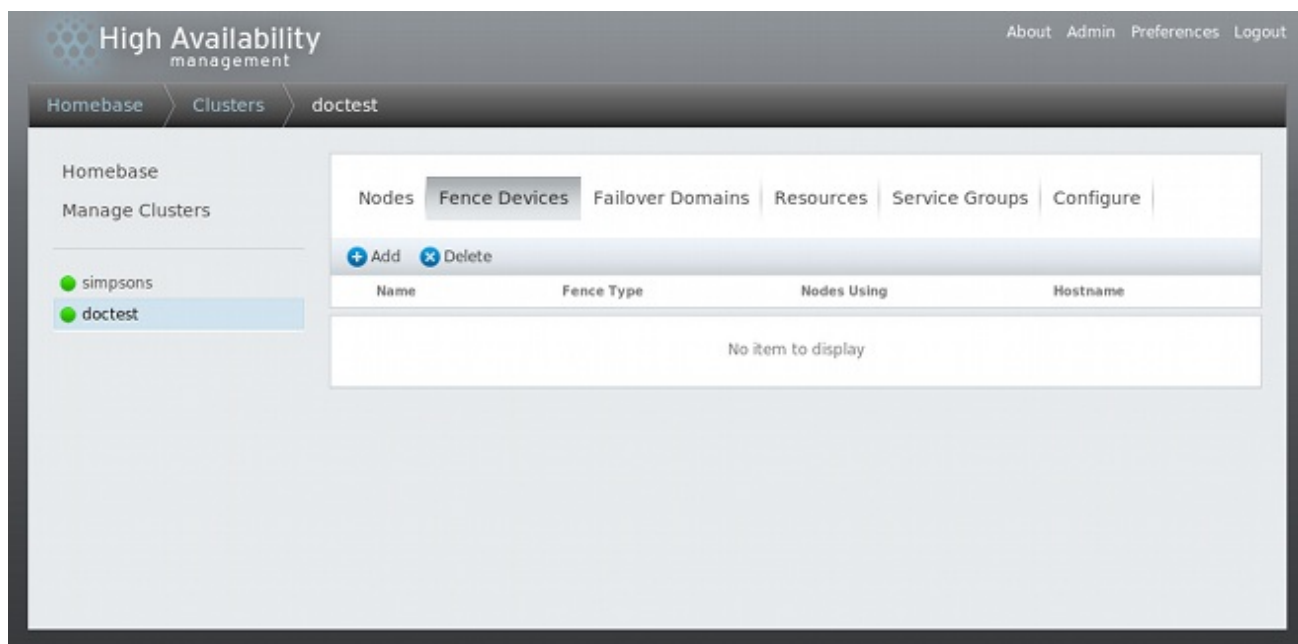 High Availability
management
About Admin Preferences Logout
Homebase Clusters doctest
Homebase
Manage Clusters
simpsons
doctest
Nodes Fence Devices Failover Domains Resources Service Groups Configure
Add Delete
Name Fence Type Nodes Using Hostname
No item to display